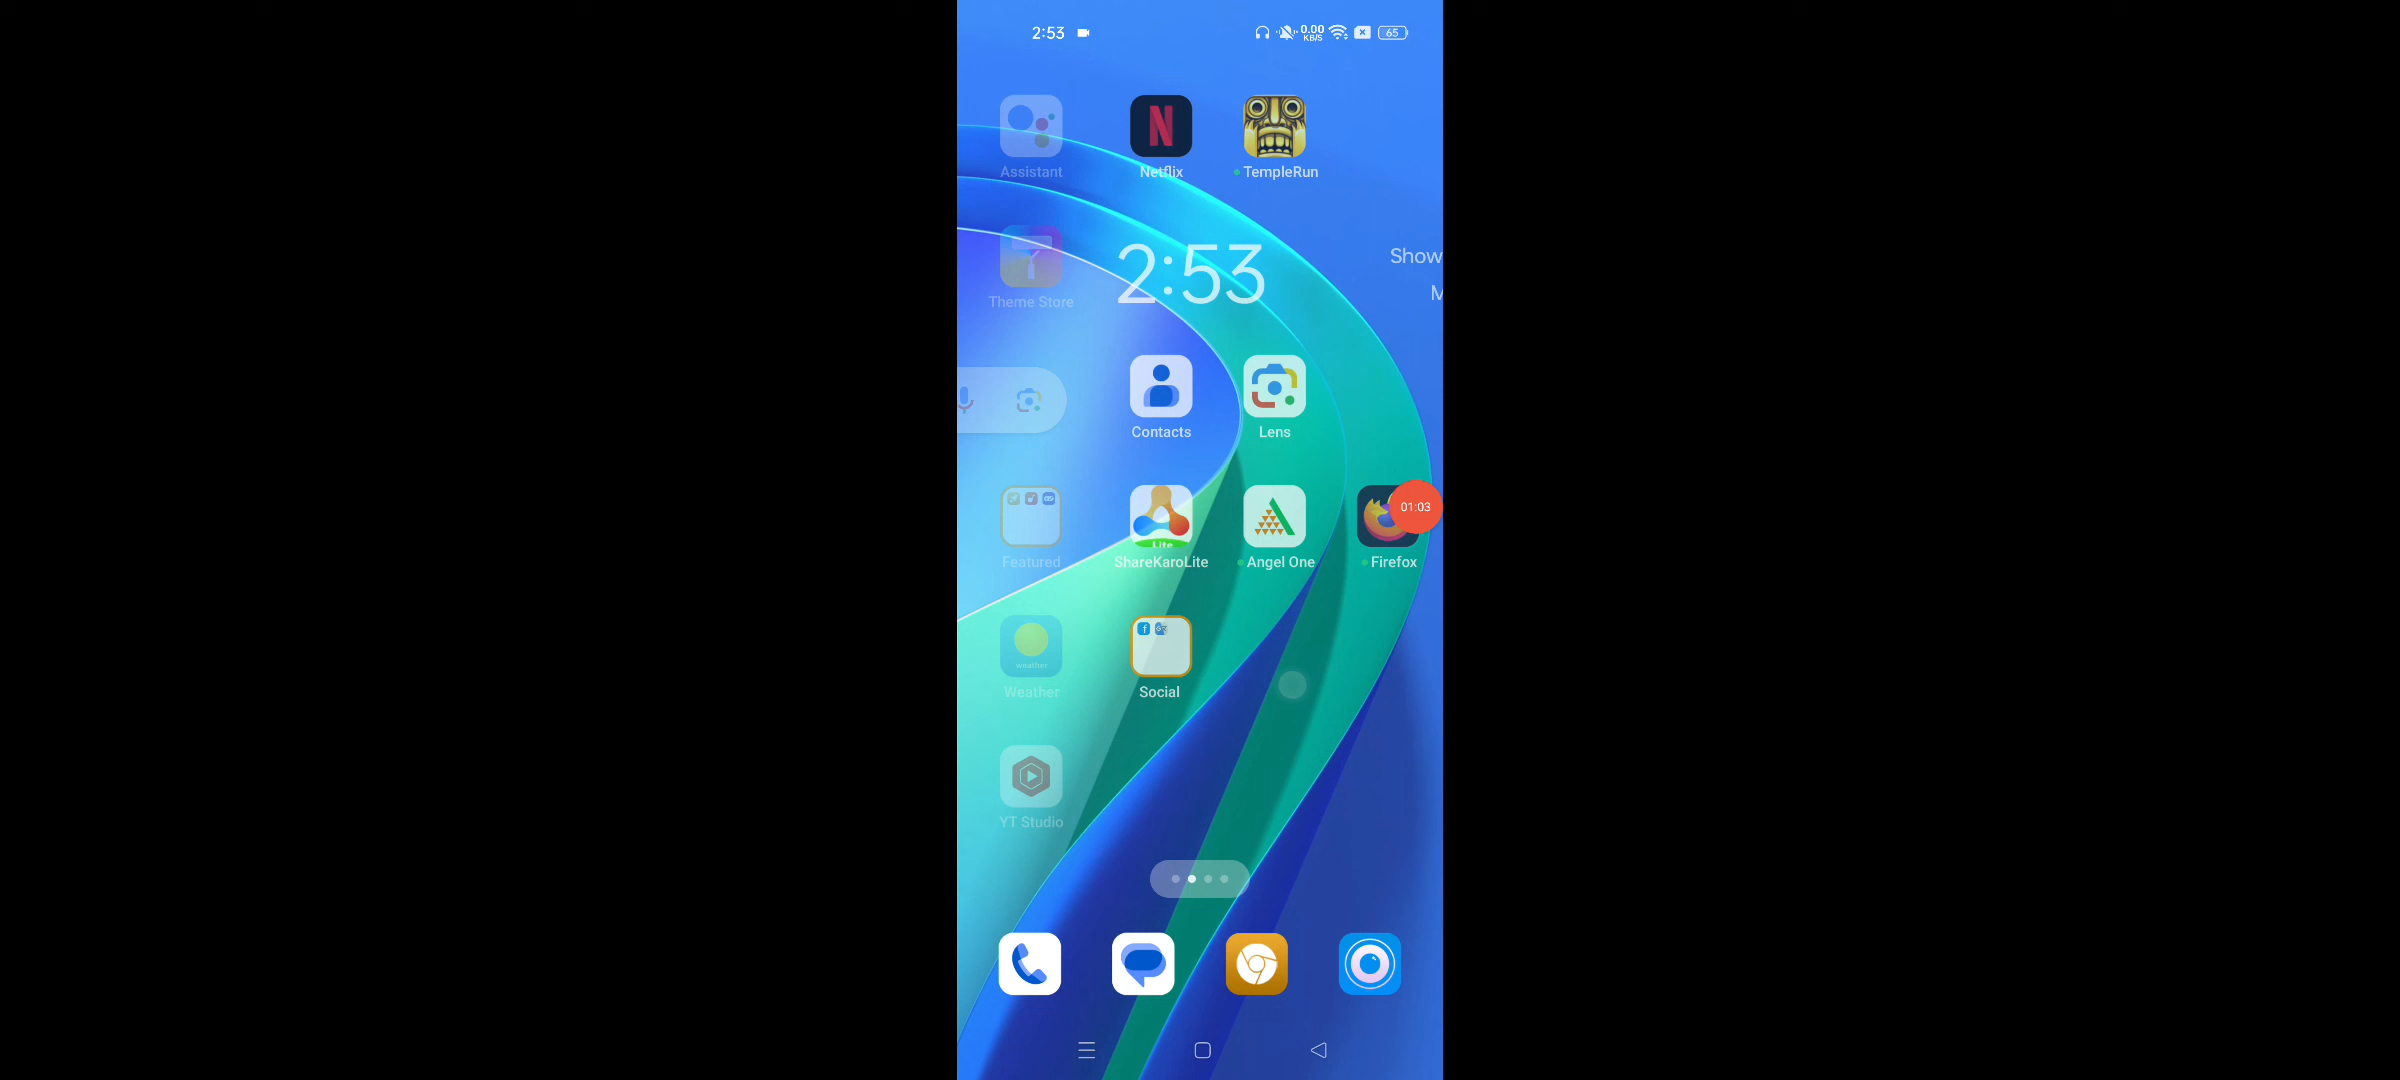 2:53
0.00
KB/S
65
Assistant
Netflix
TempleRun
2:53
Show
M
Theme Store
Contacts
Lens
01:03
Featured
Lite
ShareKaroLite
Angel One
Firefox
weather
Weather
Social
YT Studio